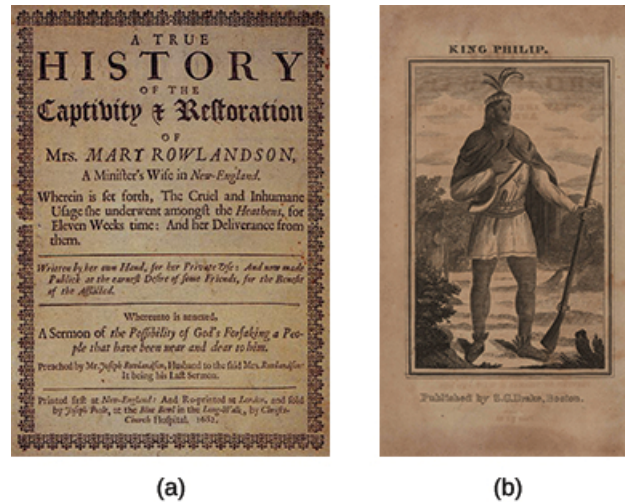 A TRUE
HISTORY
OF THE
Captivity & Reſtoration
OF
Mrs. MARY ROWLANDSON,
A Miniſter's Wife in New-England.
Wherein is ſet forth, The Cruel and Inhumane
Uſage ſhe underwent amongſt the Heathens, for
Eleven Weeks time: And her Deliverance from
them.
Written by her own Hand, for her Private Uſe: And now made
Publick at the earneſt Deſire of ſome Friends, for the Benefit
of the Afflicted.
Whereunto is annexed,
A Sermon of the Poſſibility of God's Forſaking a Peo-
ple that have been near and dear to him.
Preached by Mr. Joſeph Rowlandſon, Husband to the ſaid Mrs. Rowlandſon:
It being his Laſt Sermon.
Printed firſt at New-England: And Re-printed at London, and ſold
by Joſeph Poole, at the Blue Bowl in the Long-Walk, by Chriſts-
Church Hoſpital. 1682.
(a)
KING PHILIP.
Published by S.G.Drake, Boston.
(b)